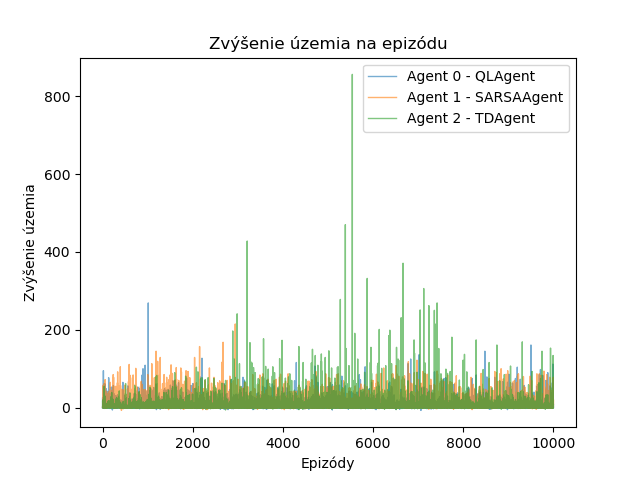 Zvýšenie územia na epizódu
Agent 0 - QLAgent
Agent 1 - SARSAAgent
Agent 2 - TDAgent
Zvýšenie územia
800
600
400
200
0
0 2000 4000 6000 8000 10000
Epizódy